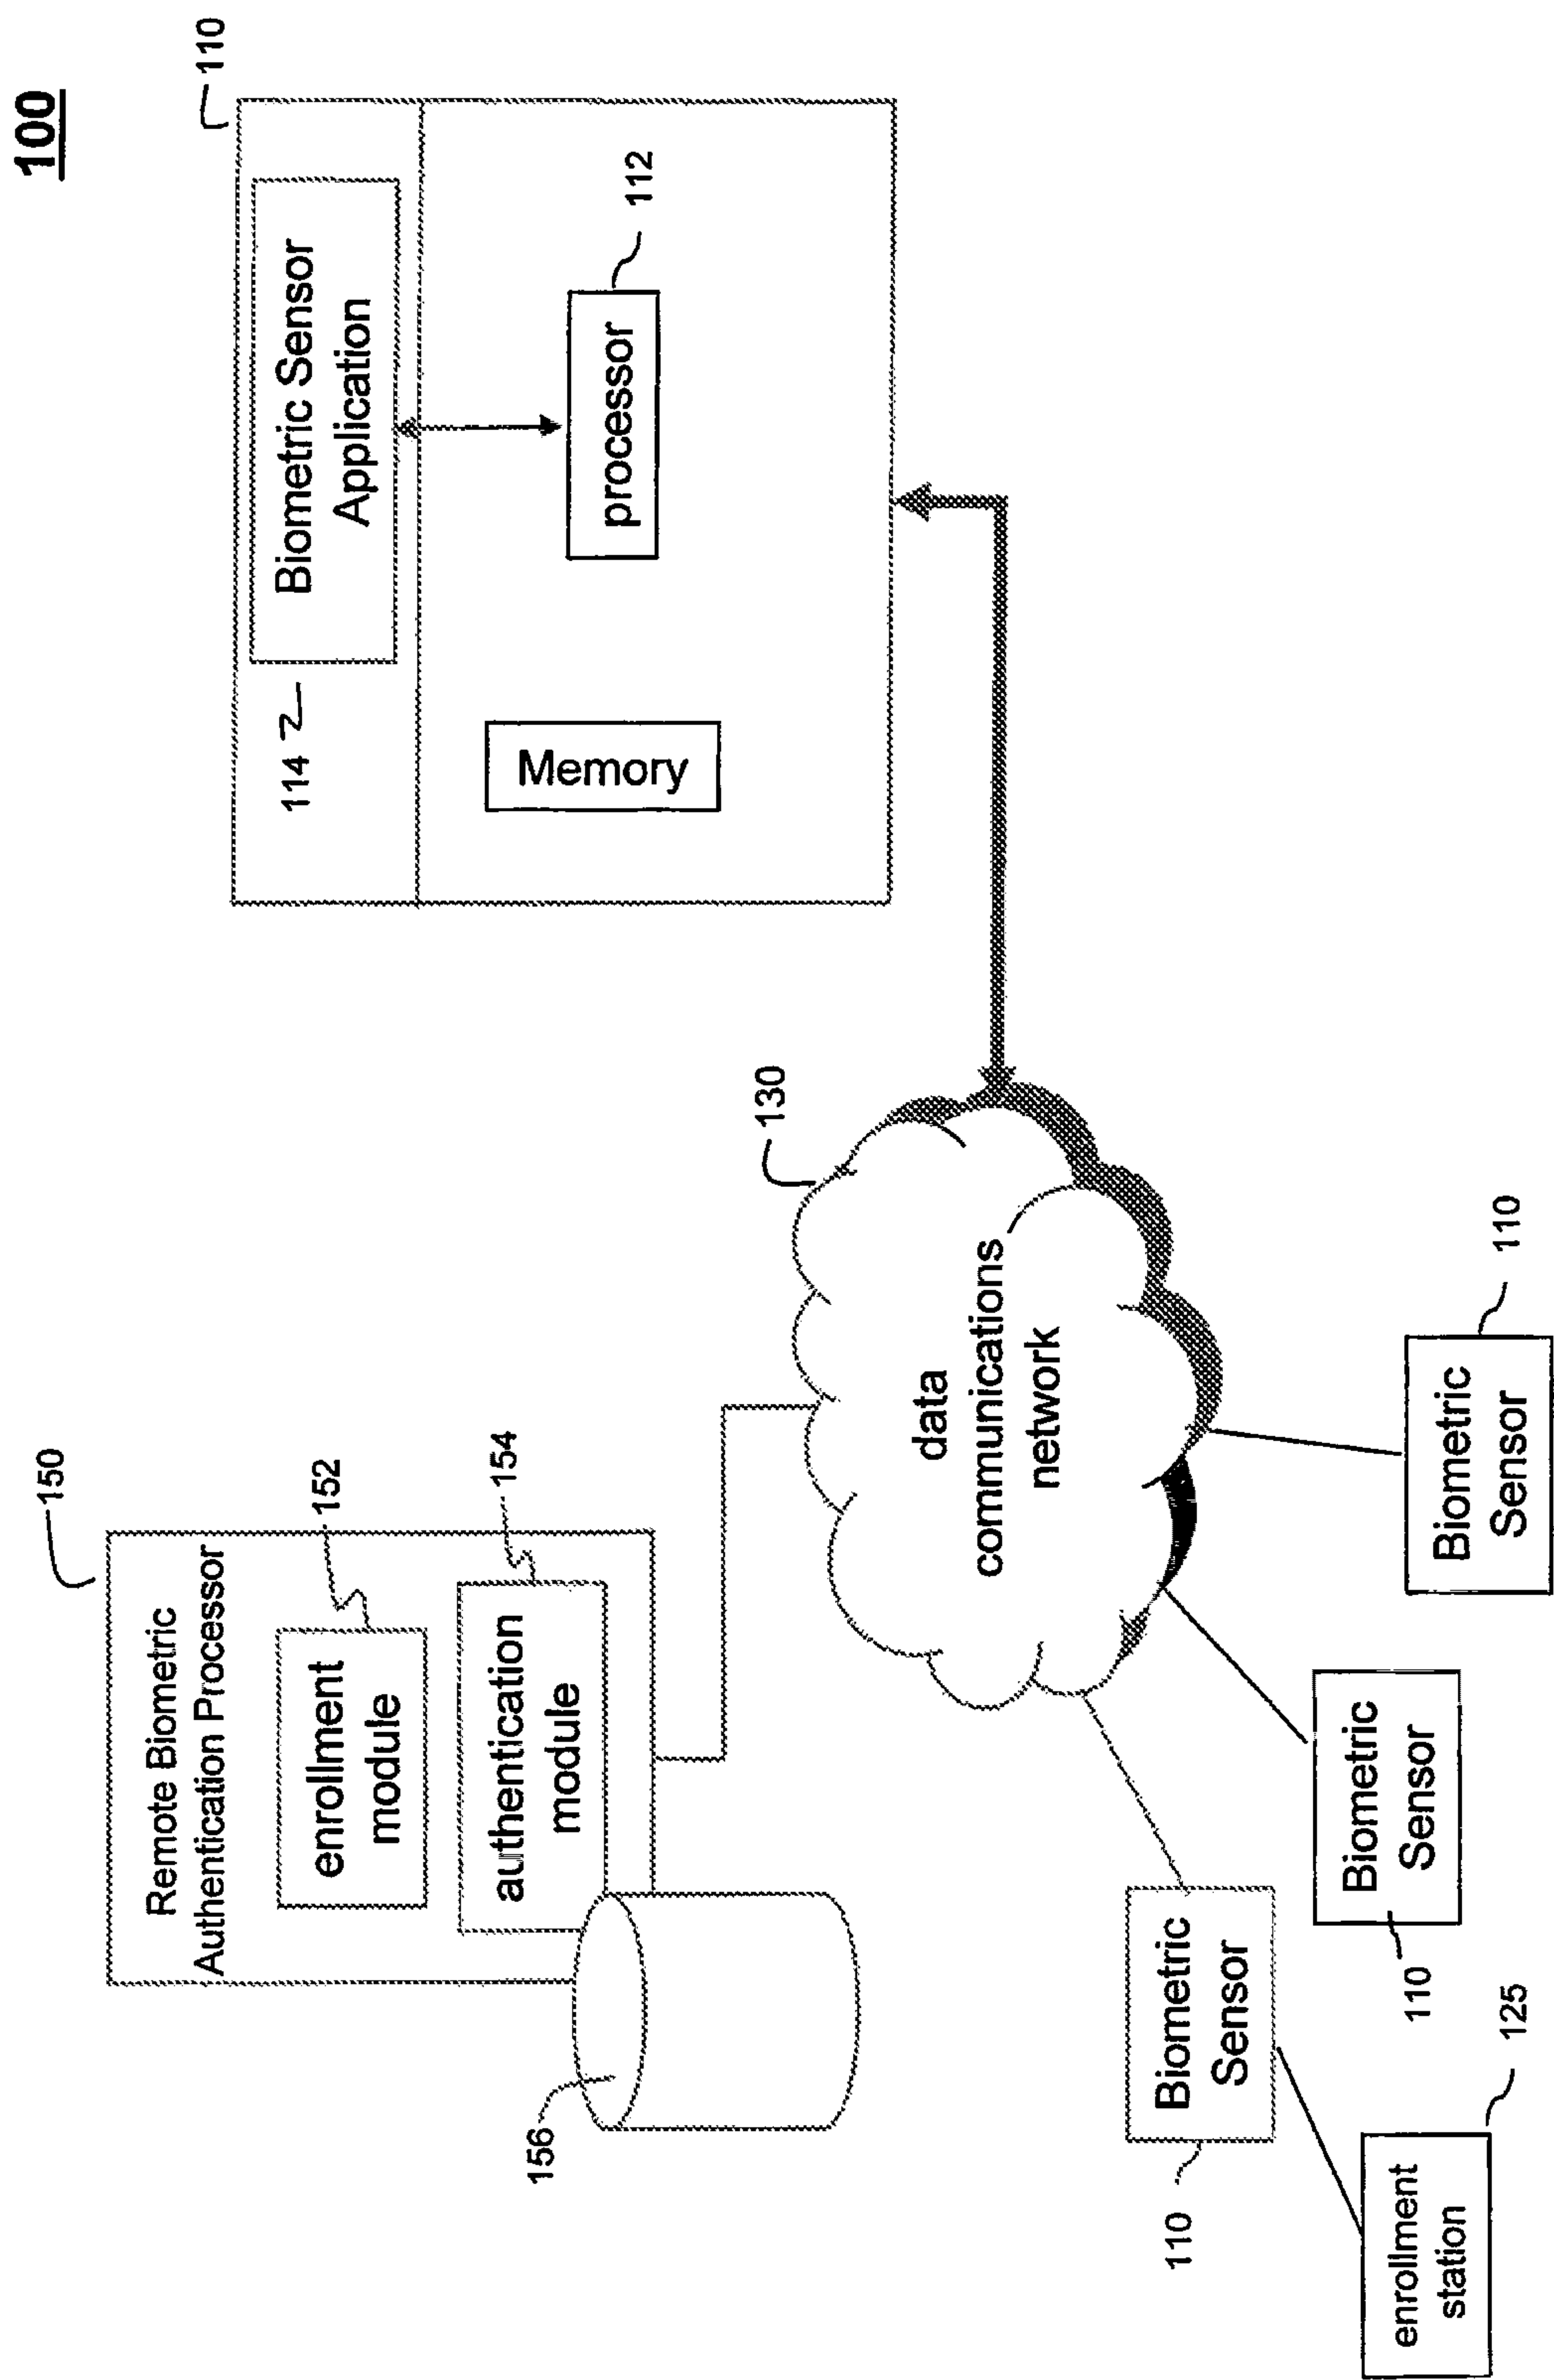 100
150
Remote Biometric
Authentication Processor
152
enrollment
module
154
authentication
module
156
110
Biometric Sensor
Application
114
112
processor
Memory
130
data
communications
network
Biometric
Sensor
110
enrollment
station
125
Biometric
Sensor
110
Biometric
Sensor
110